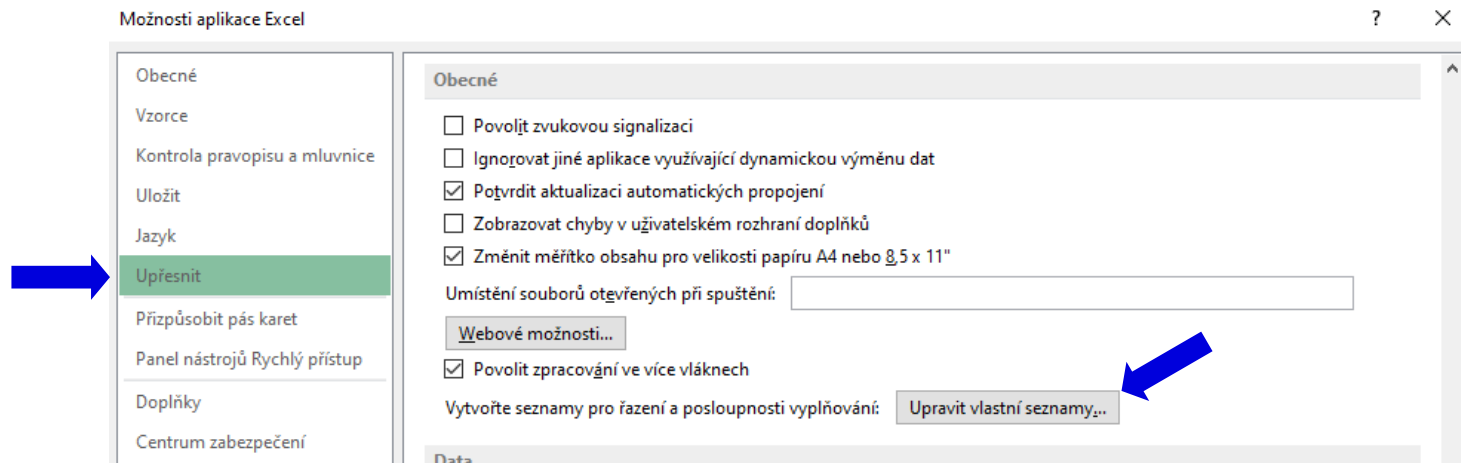 Možnosti aplikace Excel
?
Obecné
Vzorce
Kontrola pravopisu a mluvnice
Uložit
Jazyk
Upřesnit
Přizpůsobit pás karet
Panel nástrojů Rychlý přístup
Doplňky
Centrum zabezpečení
Obecné
Povolit zvukovou signalizaci
Ignorovat jiné aplikace využívající dynamickou výměnu dat
Potvrdit aktualizaci automatických propojení
Zobrazovat chyby v uživatelském rozhraní doplňků
Změnit měřítko obsahu pro velikosti papíru A4 nebo 8,5 x 11"
Umístění souborů otevřených při spuštění:
Webové možnosti...
Povolit zpracování ve více vláknech
Vytvořte seznamy pro řazení a posloupnosti vyplňování: Upravit vlastní seznamy...
Data